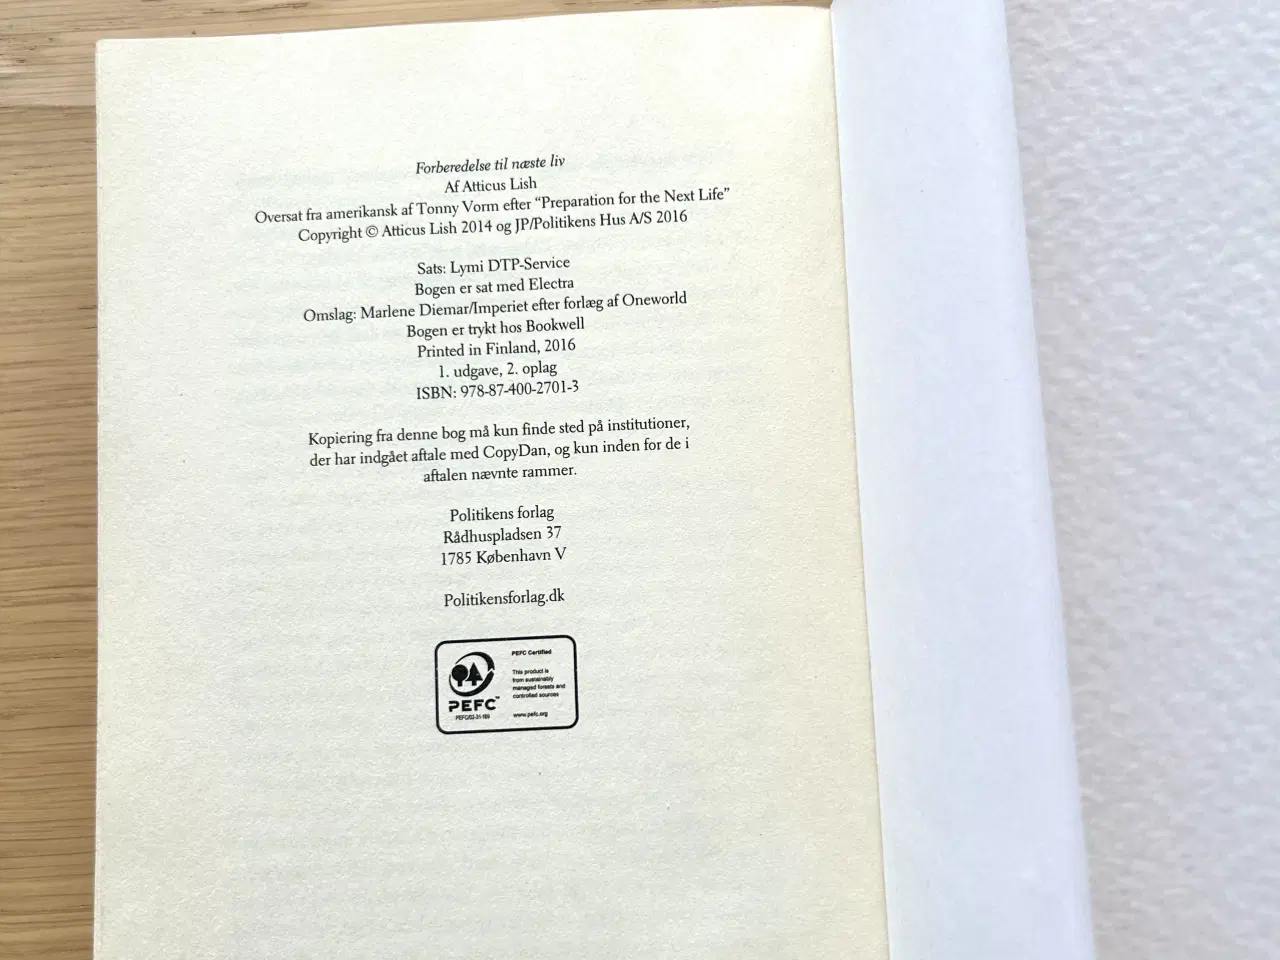 Forberedelse til næste liv
Af Atticus Lish
Oversat fra amerikansk af Tonny Vorm efter “Preparation for the Next Life”
Copyright © Atticus Lish 2014 og JP/Politikens Hus A/S 2016
Sats: Lymi DTP-Service
Bogen er sat med Electra
Omslag: Marlene Diemar/Imperiet efter forlæg af Oneworld
Bogen er trykt hos Bookwell
Printed in Finland, 2016
1. udgave, 2. oplag
ISBN: 978-87-400-2701-3
Kopiering fra denne bog må kun finde sted på institutioner,
der har indgået aftale med CopyDan, og kun inden for de i
aftalen nævnte rammer.
Politikens forlag
Rådhuspladsen 37
1785 København V
Politikensforlag.dk
PEFC™
PEFC/02-31-169
PEFC Certified
This product is
from sustainably
managed forests and
controlled sources
www.pefc.org